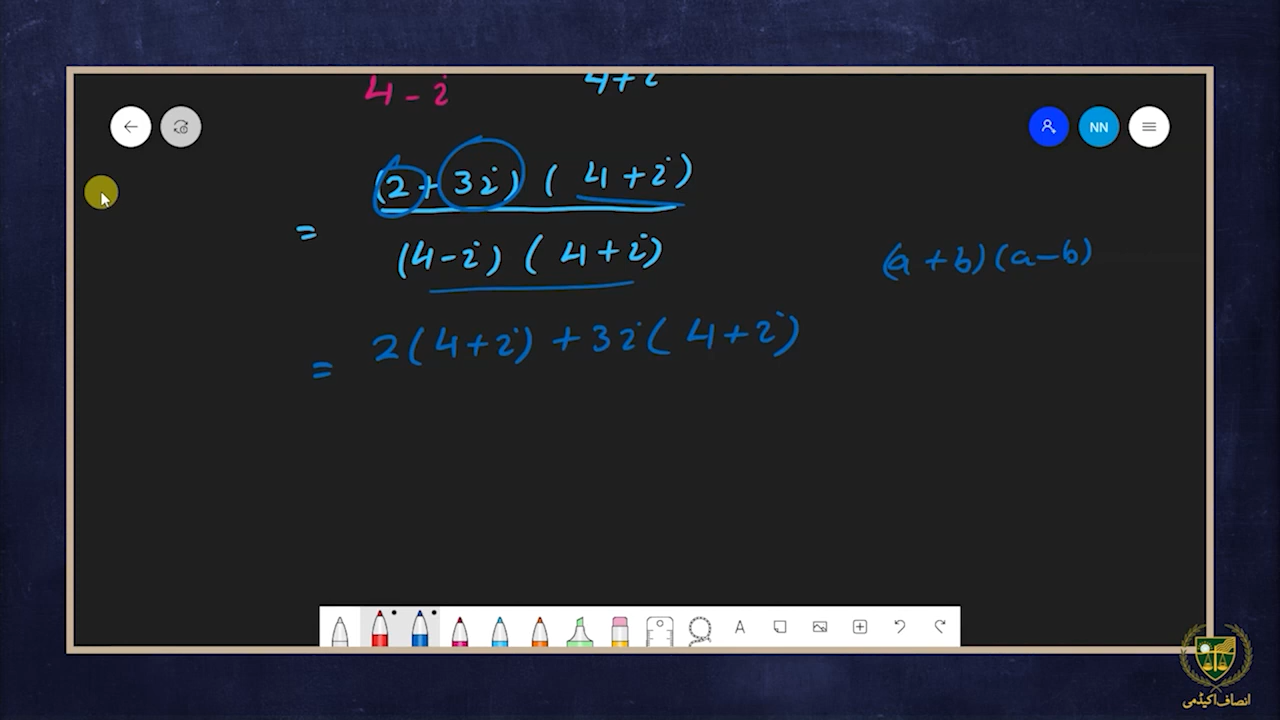 4 - i 4 + i
NN
(2 + 3i) ( 4 + i)
=
(4 - i) ( 4 + i)
(a + b) (a - b)
= 2 ( 4 + i) + 3i ( 4 + i)
A
انصاف اکیڈمی